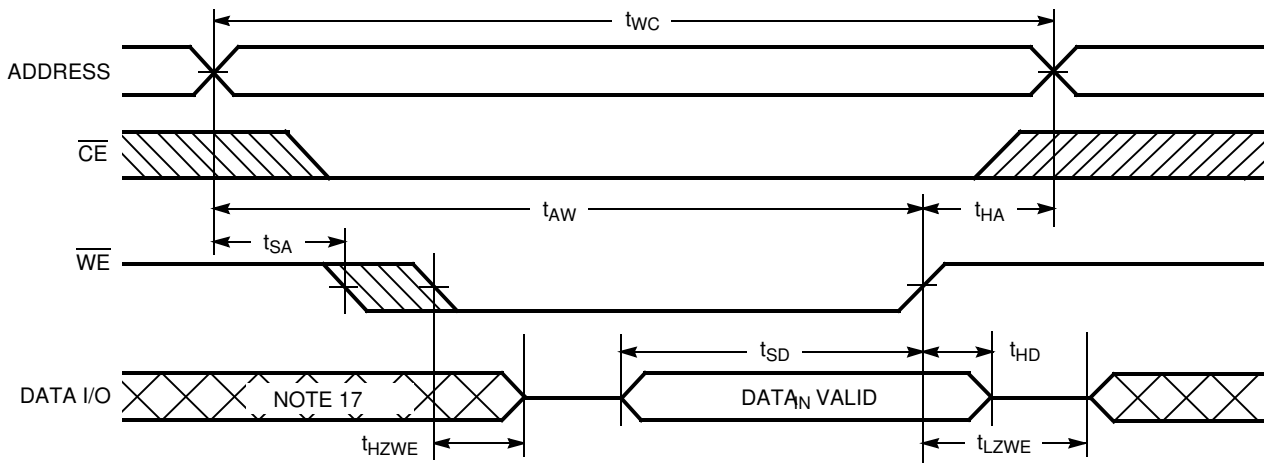 tWC
ADDRESS
CE
tAW
tHA
tSA
WE
tSD
tHD
DATA I/O
NOTE 17
DATAIN VALID
tHZWE
tLZWE